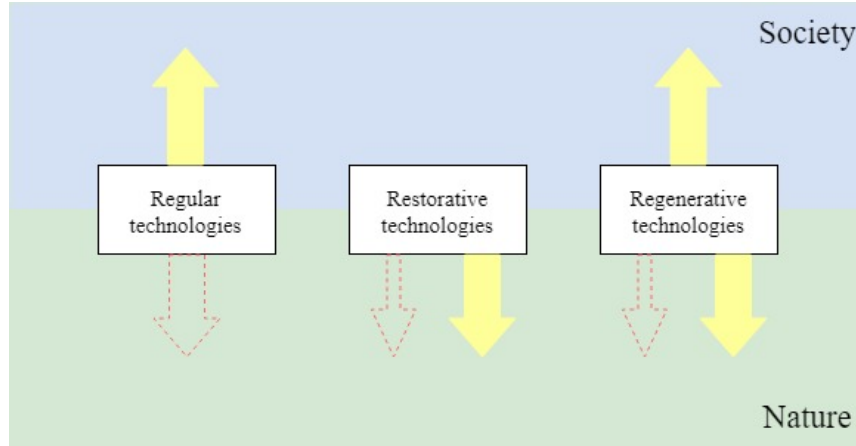 Society
Regular
technologies
Restorative
technologies
Regenerative
technologies
Nature